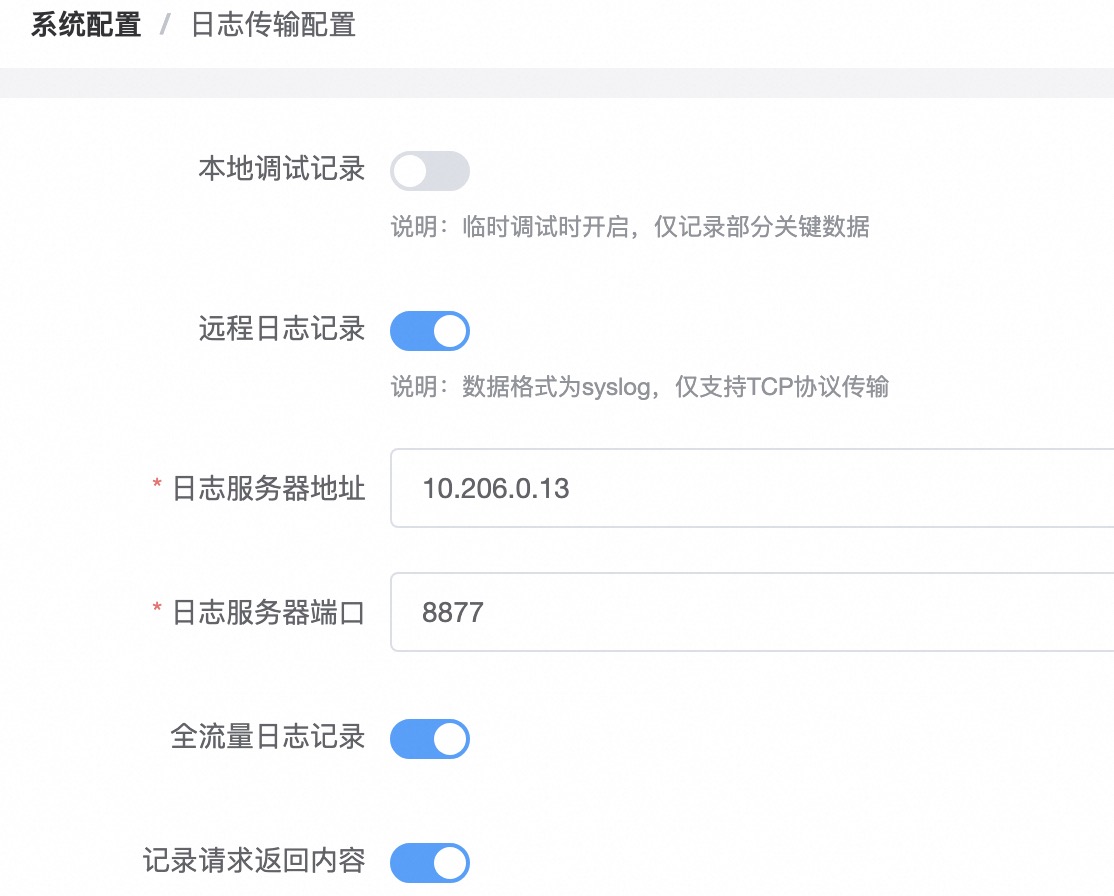 系统配置 / 日志传输配置
本地调试记录
说明：临时调试时开启，仅记录部分关键数据
远程日志记录
说明：数据格式为syslog，仅支持TCP协议传输
* 日志服务器地址 10.206.0.13
* 日志服务器端口 8877
全流量日志记录
记录请求返回内容